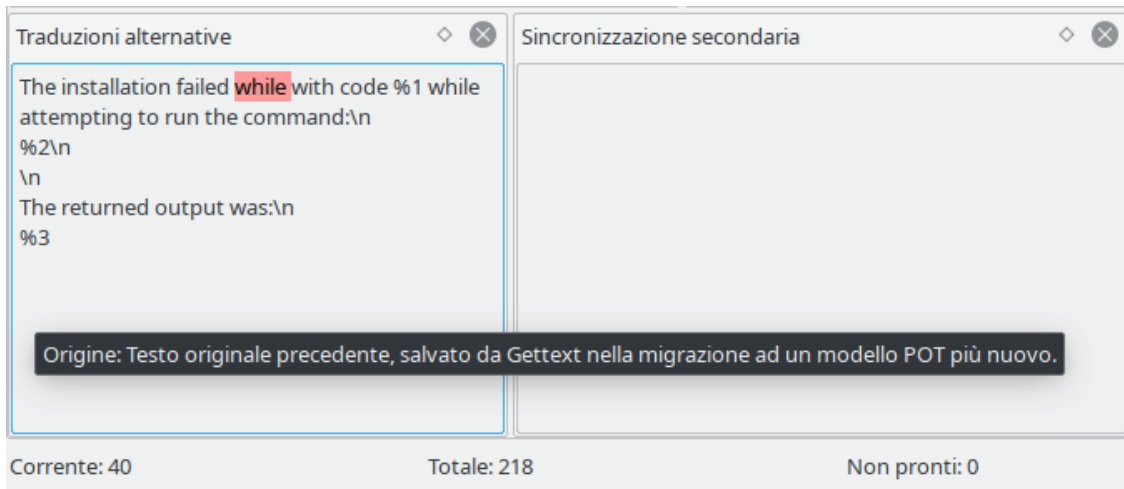 Traduzioni alternative
Sincronizzazione secondaria
The installation failed while with code %1 while
attempting to run the command:\n
%2\n
\n
The returned output was:\n
%3
Origine: Testo originale precedente, salvato da Gettext nella migrazione ad un modello POT più nuovo.
Corrente: 40
Totale: 218
Non pronti: 0